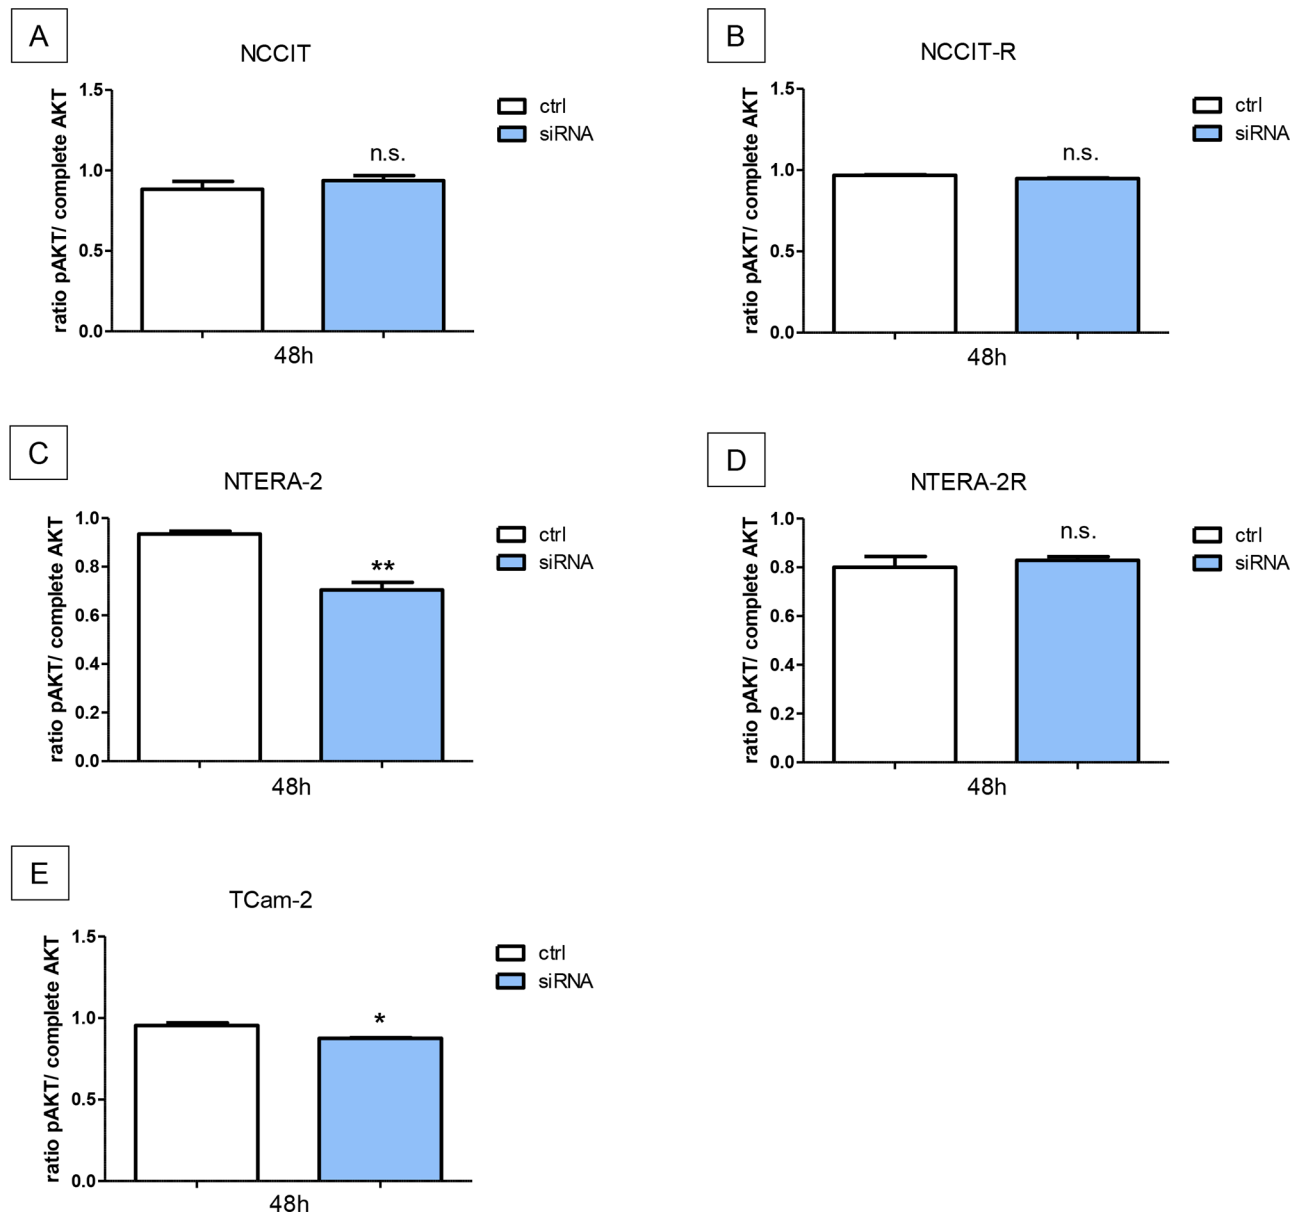 A
NCCIT
ratio pAKT/ complete AKT
1.5
1.0
0.5
0.0
n.s.
48h
ctrl
siRNA
B
NCCIT-R
ratio pAKT/ complete AKT
1.5
1.0
0.5
0.0
n.s.
48h
ctrl
siRNA
C
NTERA-2
ratio pAKT/ complete AKT
1.0
0.8
0.6
0.4
0.2
0.0
**
48h
ctrl
siRNA
D
NTERA-2R
ratio pAKT/ complete AKT
1.0
0.8
0.6
0.4
0.2
0.0
n.s.
48h
ctrl
siRNA
E
TCam-2
ratio pAKT/ complete AKT
1.5
1.0
0.5
0.0
*
48h
ctrl
siRNA